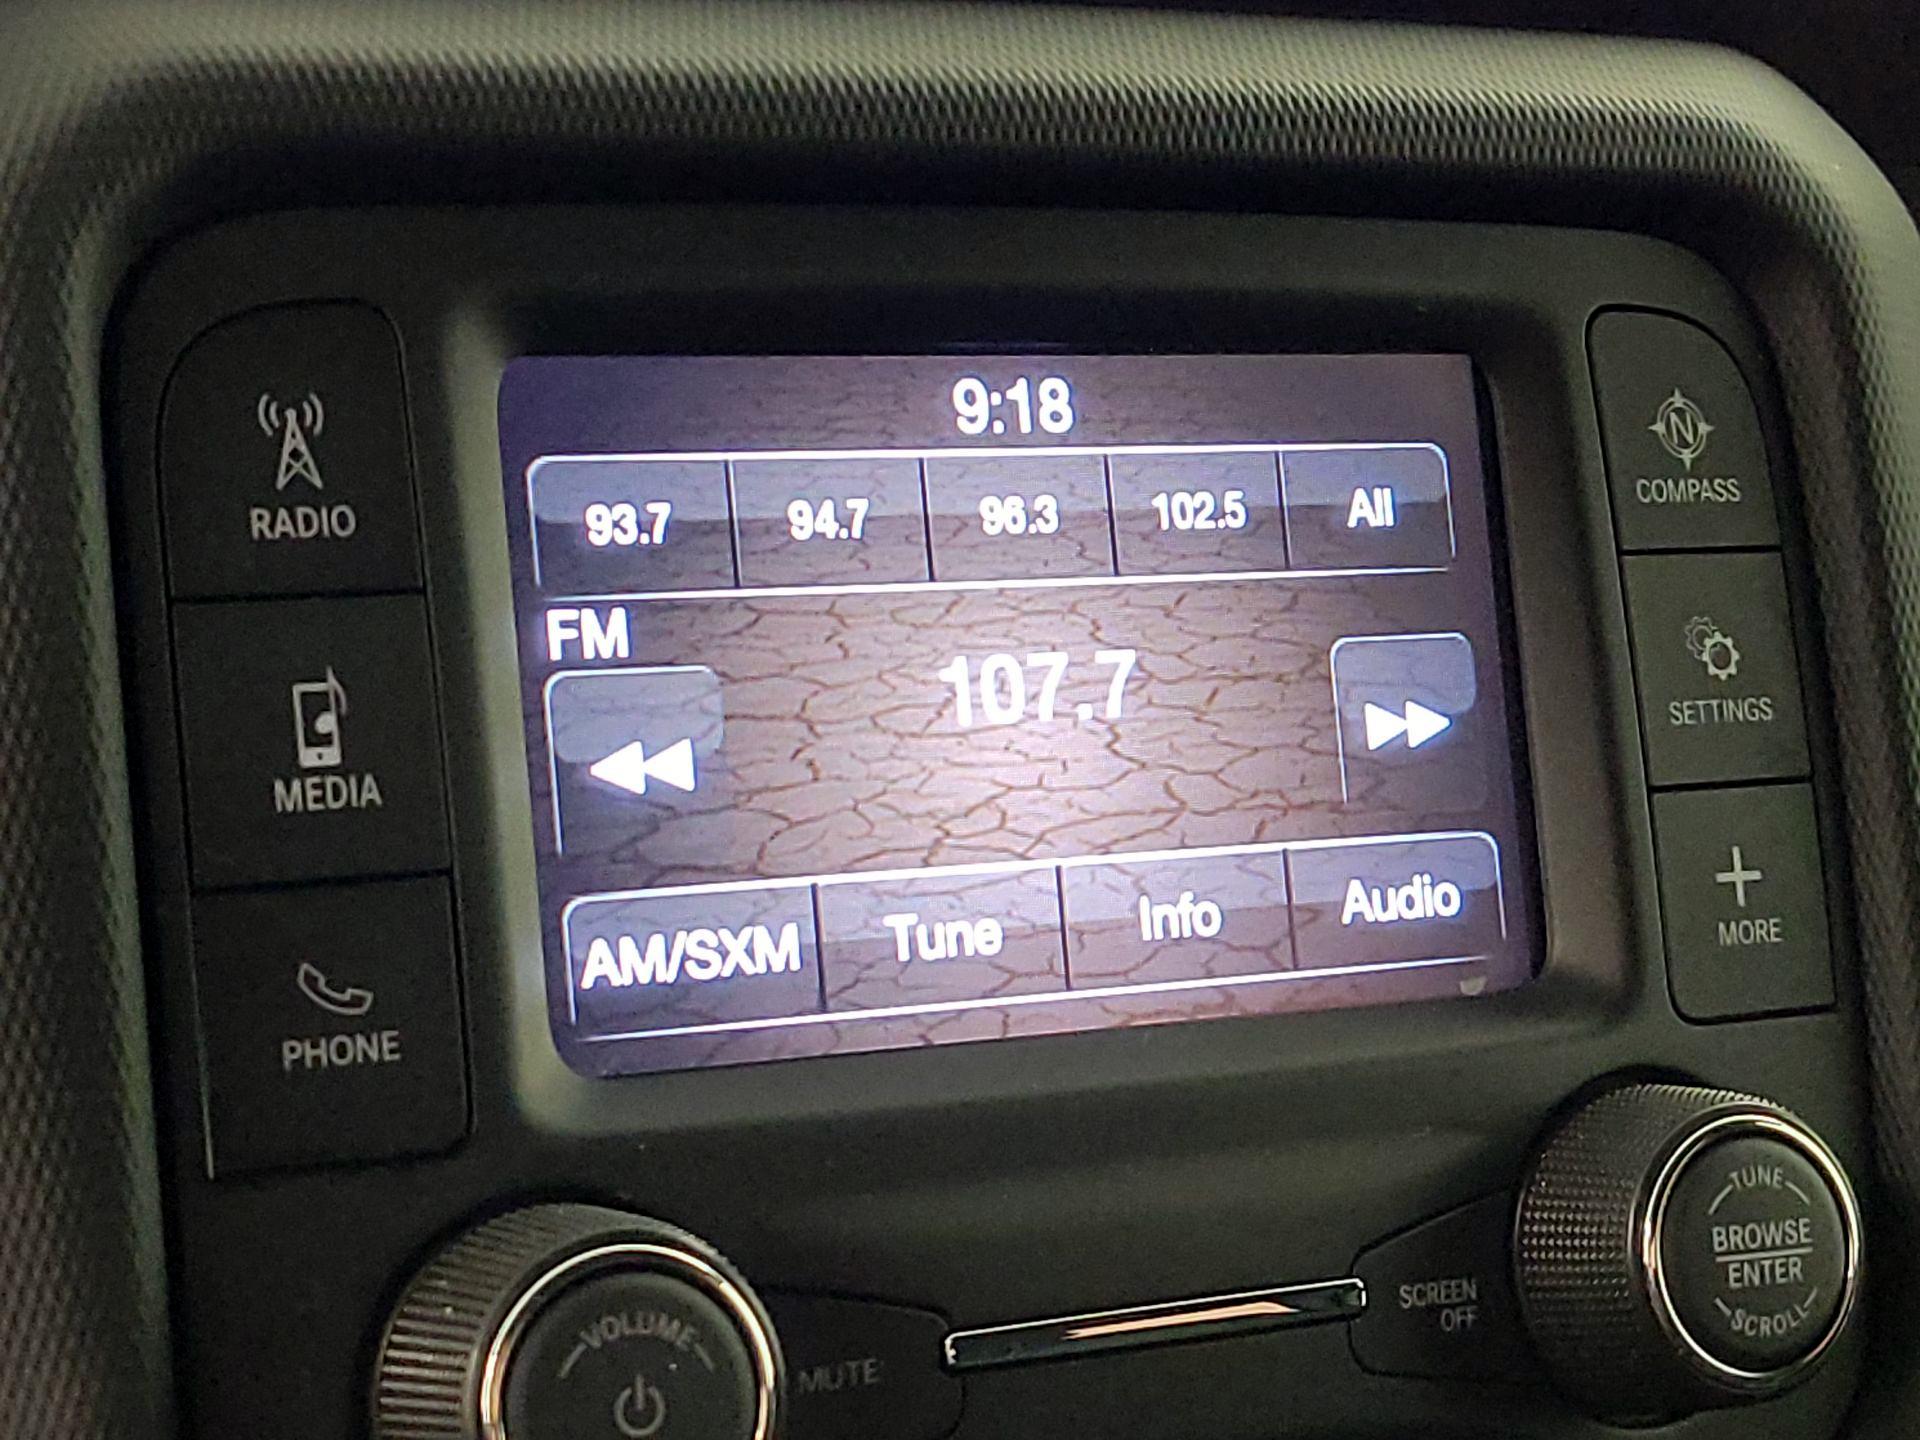 9:18
93.7 94.7 96.3 102.5 All
FM
107.7
AM/SXM Tune Info Audio
RADIO
MEDIA
PHONE
N
COMPASS
SETTINGS
MORE
VOLUME
MUTE
SCREEN
OFF
TUNE
BROWSE
ENTER
SCROLL